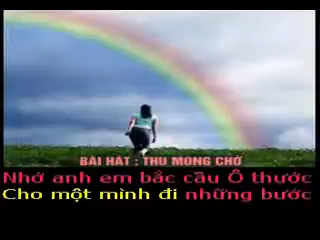 BÀI HÁT : THU MONG CHỜ
Nhớ anh em bắc cầu Ô thước
Cho một mình đi những bước